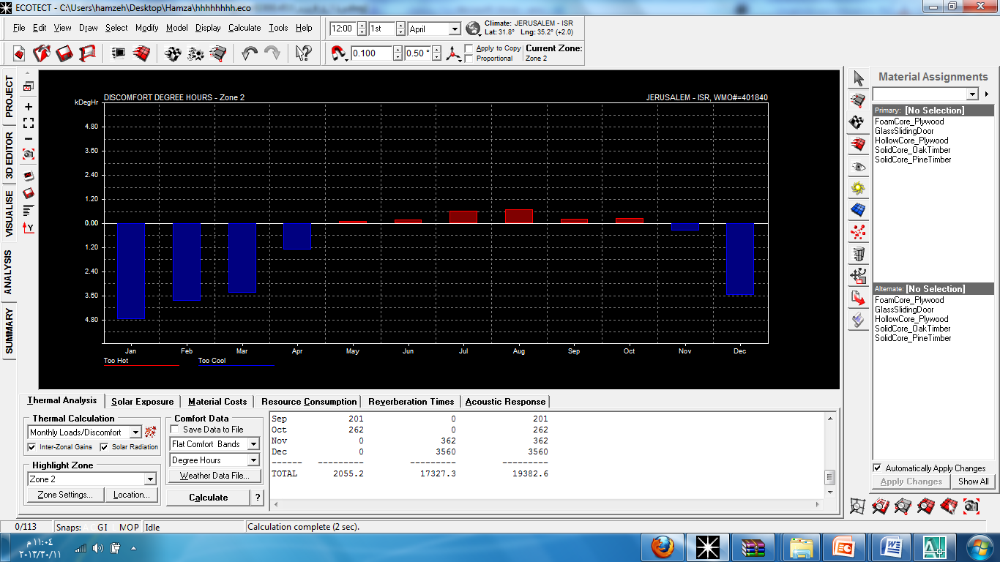 ECOTECT - C:\Users\hamzeh\Desktop\Hamza\hhhhhhhh.eco
File Edit View Draw Select Modify Model Display Calculate Tools Help
12:00 1st April
Climate: JERUSALEM - ISR
Lat: 31.8° Lng: 35.2° (+2.0)
0.100 0.50 °
Apply to Copy
Proportional
Current Zone:
Zone 2
PROJECT
3D EDITOR
VISUALISE
ANALYSIS
SUMMARY
DISCOMFORT DEGREE HOURS - Zone 2
JERUSALEM - ISR, WMO#=401840
kDegHr
4.80
3.60
2.40
1.20
0.00
1.20
2.40
3.60
4.80
Jan Feb Mar Apr May Jun Jul Aug Sep Oct Nov Dec
Too Hot Too Cool
Thermal Analysis Solar Exposure Material Costs Resource Consumption Reverberation Times Acoustic Response
Thermal Calculation
Monthly Loads/Discomfort
Inter-Zonal Gains Solar Radiation
Highlight Zone
Zone 2
Zone Settings... Location...
Comfort Data
Save Data to File
Flat Comfort Bands
Degree Hours
Weather Data File...
Calculate ?
Sep 201 0 201
Oct 262 0 262
Nov 0 362 362
Dec 0 3560 3560
------ --------- --------- ----------
TOTAL 2055.2 17327.3 19382.6
Material Assignments
Primary: [No Selection]
FoamCore_Plywood
GlassSlidingDoor
HollowCore_Plywood
SolidCore_OakTimber
SolidCore_PineTimber
Alternate: [No Selection]
FoamCore_Plywood
GlassSlidingDoor
HollowCore_Plywood
SolidCore_OakTimber
SolidCore_PineTimber
Automatically Apply Changes
Apply Changes Show All
0/113 Snaps: GI MOP Idle Calculation complete (2 sec).
١١:٠٤ م
٢٠١٣/٣٠/١١